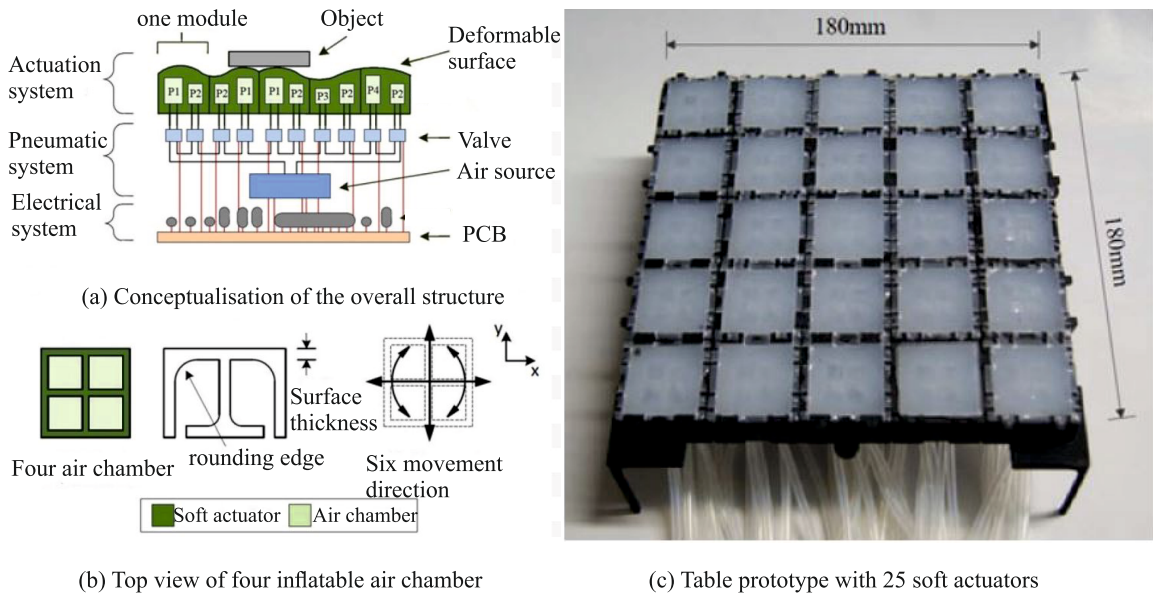 one module
Object
Deformable
surface
Actuation
system
P1 P2 P2 P1 P1 P2 P3 P2 P4 P2
Pneumatic
system
Valve
Air source
Electrical
system
PCB
(a) Conceptualisation of the overall structure
y
x
Surface
thickness
rounding edge
Four air chamber
Six movement
direction
Soft actuator
Air chamber
(b) Top view of four inflatable air chamber
180mm
180mm
(c) Table prototype with 25 soft actuators